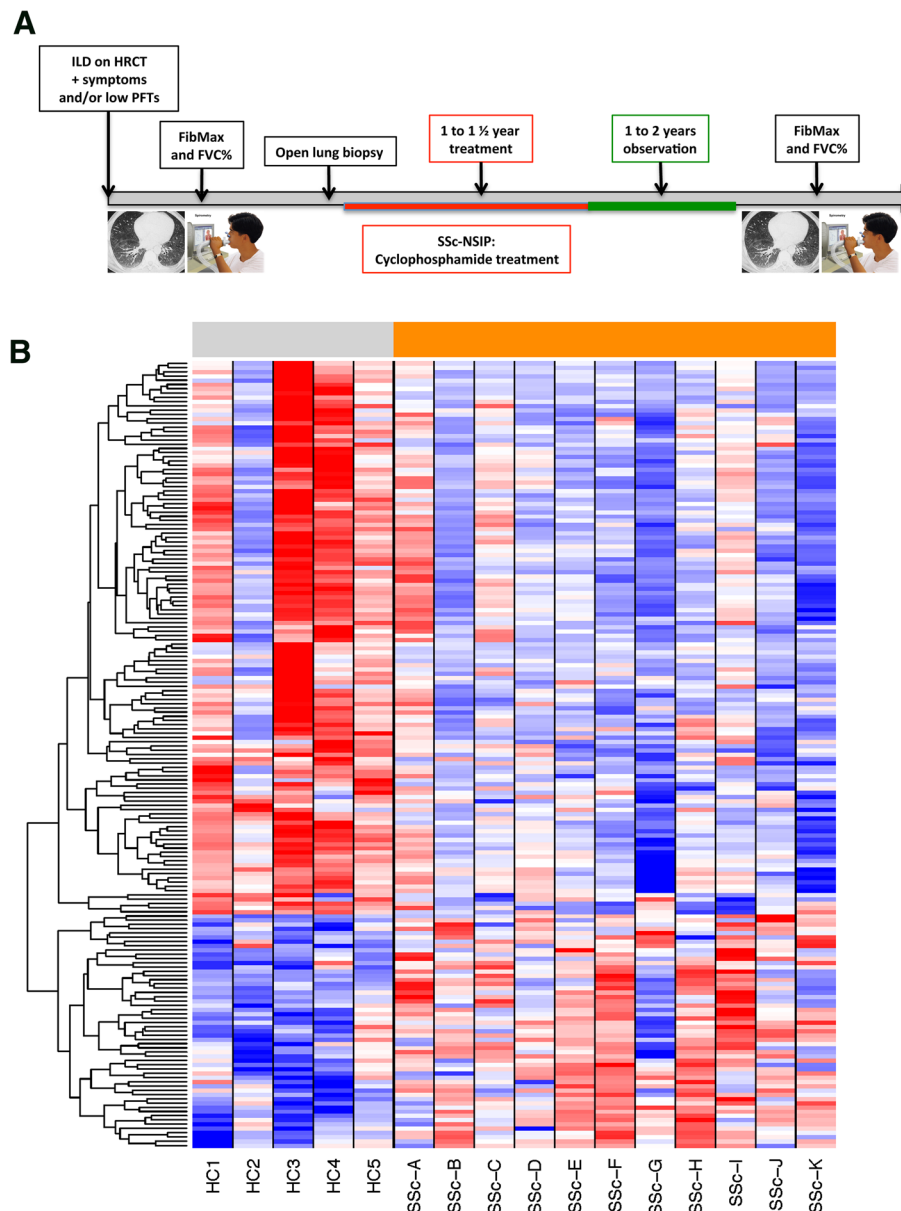 A
ILD on HRCT
+ symptoms
and/or low PFTs
FibMax
and FVC%
Open lung biopsy
1 to 1 ½ year
treatment
1 to 2 years
observation
FibMax
and FVC%
Spirometry
Spirometry
SSc-NSIP:
Cyclophosphamide treatment
B
HC1
HC2
HC3
HC4
HC5
SSc–A
SSc–B
SSc–C
SSc–D
SSc–E
SSc–F
SSc–G
SSc–H
SSc–I
SSc–J
SSc–K